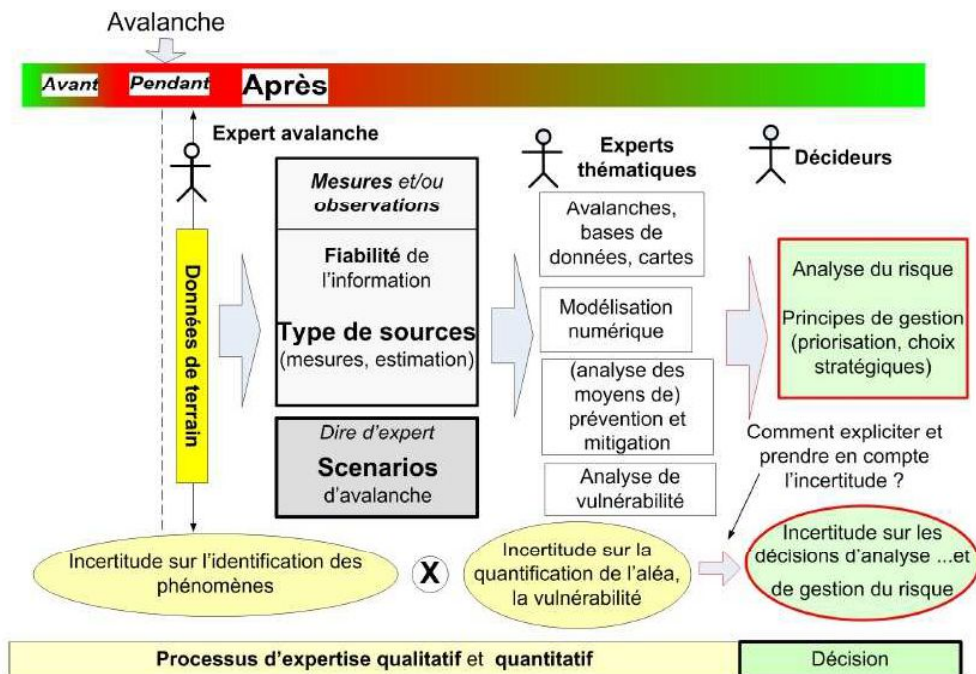 Avalanche
Avant
Pendant
Après
Expert avalanche
Données de terrain
Mesures et/ou
observations
Fiabilité de
l'information
Type de sources
(mesures, estimation)
Dire d'expert
Scenarios
d'avalanche
Experts
thématiques
Avalanches,
bases de
données, cartes
Modélisation
numérique
(analyse des
moyens de)
prévention et
mitigation
Analyse de
vulnérabilité
Décideurs
Analyse du risque
Principes de gestion
(priorisation, choix
stratégiques)
Comment expliciter et
prendre en compte
l'incertitude ?
Incertitude sur l'identification des
phénomènes
X
Incertitude sur la
quantification de l'aléa,
la vulnérabilité
Incertitude sur les
décisions d'analyse ...et
de gestion du risque
Processus d'expertise qualitatif et quantitatif
Décision